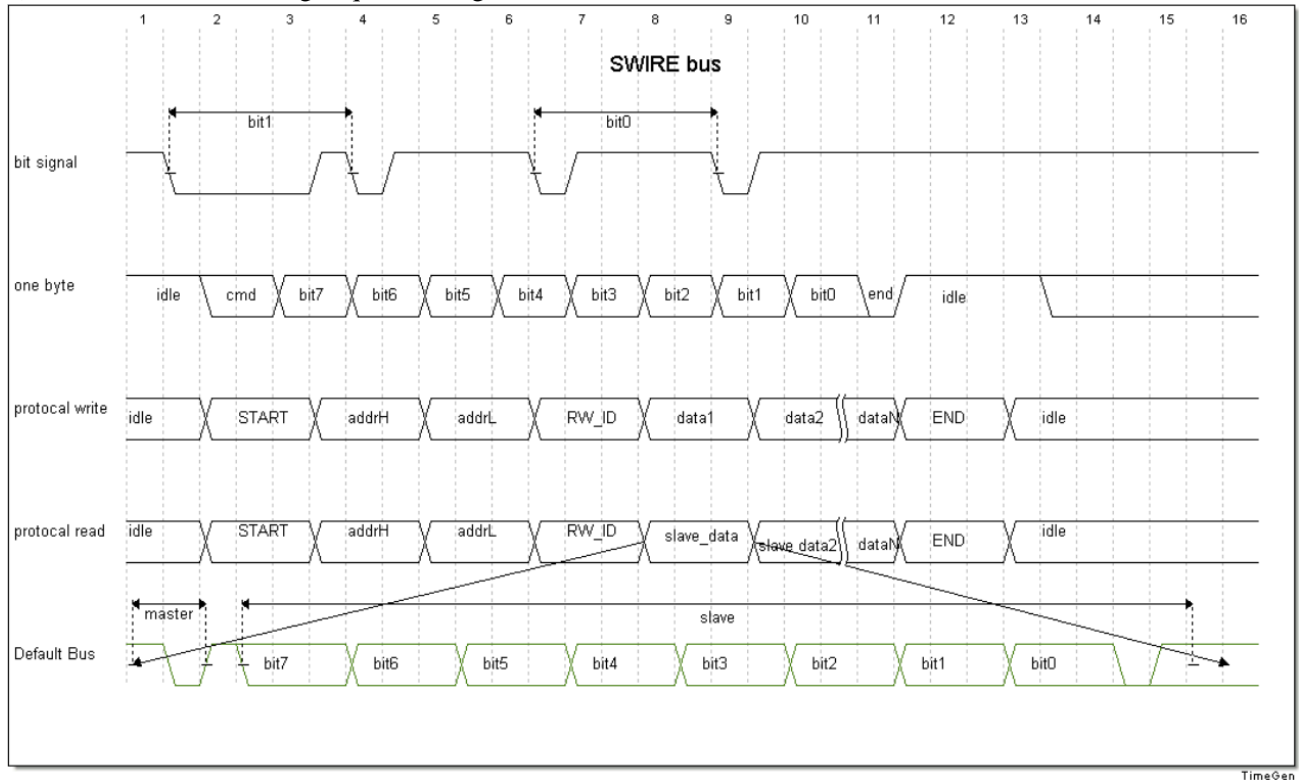 1 2 3 4 5 6 7 8 9 10 11 12 13 14 15 16
SWIRE bus
bit1 bit0
bit signal
one byte idle cmd bit7 bit6 bit5 bit4 bit3 bit2 bit1 bit0 end idle
protocal write idle START addrH addrL RW_ID data1 data2 dataN END idle
protocal read idle START addrH addrL RW_ID slave_data slave data2 dataN END idle
master slave
Default Bus bit7 bit6 bit5 bit4 bit3 bit2 bit1 bit0
TimeGen